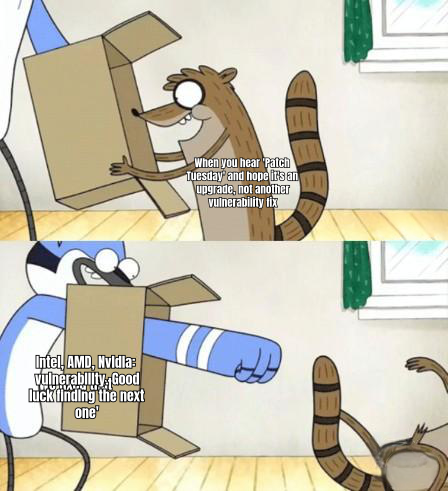 When you hear 'Patch
Tuesday' and hope it's an
upgrade, not another
vulnerability fix
Intel, AMD, Nvidia:
vulnerability. Good
luck finding the next
one'